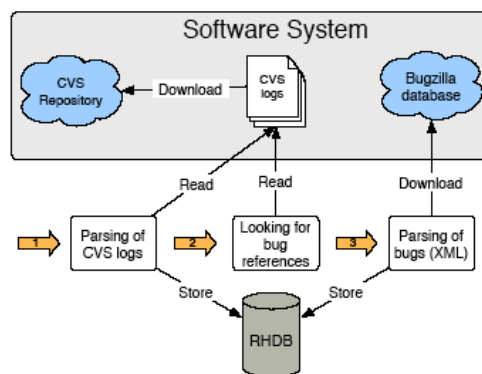 Software System
CVS
Repository
Download
CVS
logs
Bugzilla
database
Read
Read
Download
1
Parsing of
CVS logs
2
Looking for
bug
references
3
Parsing of
bugs (XML)
Store
Store
RHDB